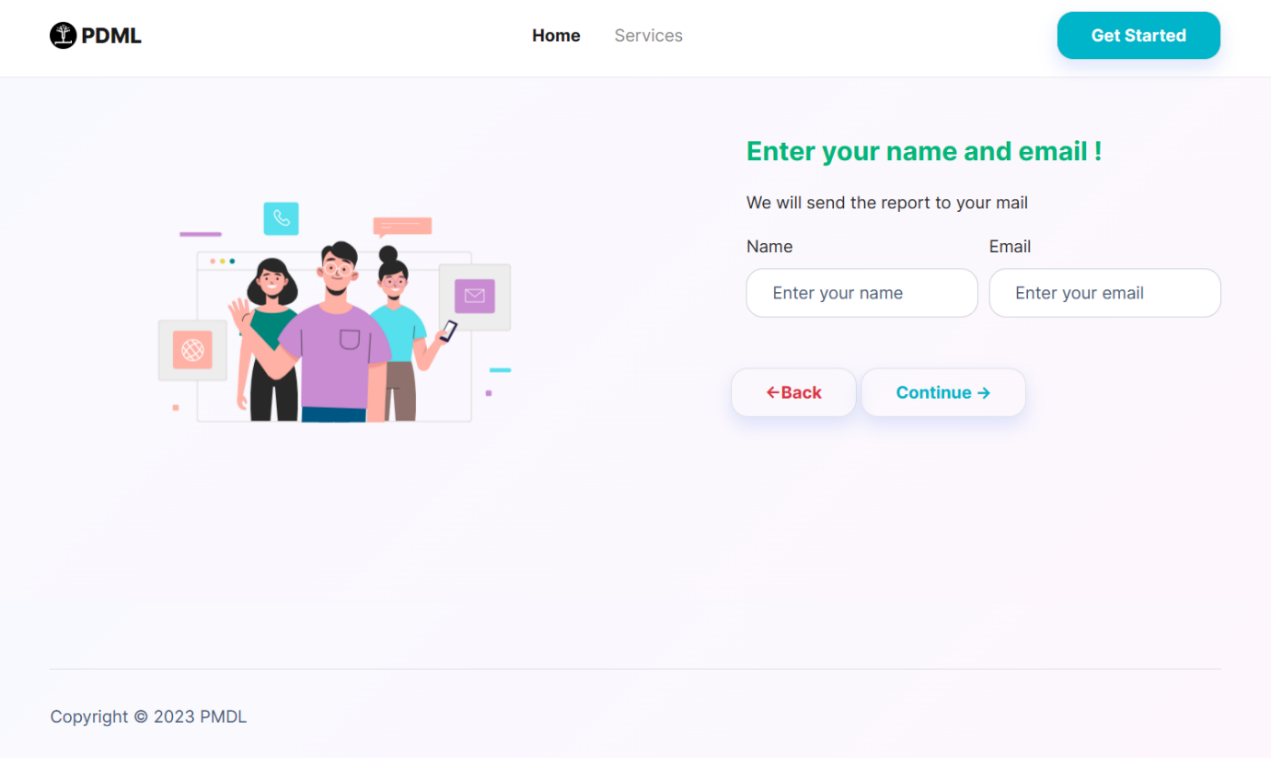 PDML
Home Services
Get Started
Enter your name and email !
We will send the report to your mail
Name Email
Enter your name Enter your email
←Back Continue →
Copyright © 2023 PMDL